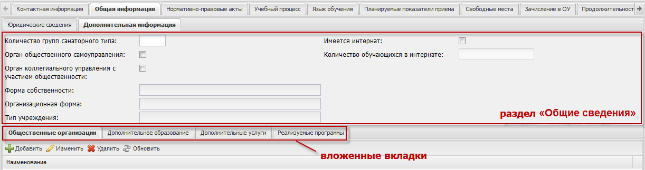 Контактная информация Общая информация Нормативно-правовые акты Учебный процесс Язык обучения Планируемые показатели приема Свободные места Зачисление в ОУ Продолжительност
Юридические сведения Дополнительная информация
Количество групп санаторного типа: Имеется интернат:
Орган общественного самоуправления: Количество обучающихся в интернате:
Орган коллегиального управления с
участием общественности:
Форма собственности:
Организационная форма:
Тип учреждения:
раздел «Общие сведения»
Общественные организации Дополнительное образование Дополнительные услуги Реализуемые программы
Добавить Изменить Удалить Обновить
вложенные вкладки
Наименование